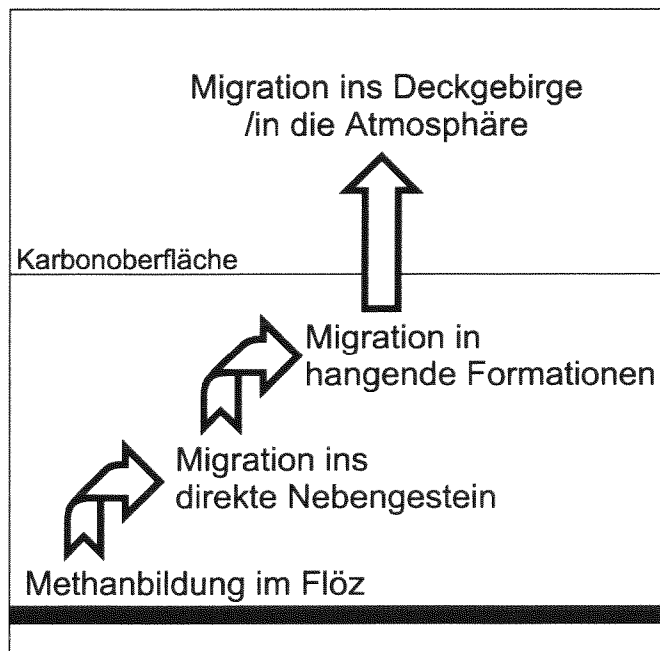 Migration ins Deckgebirge
/in die Atmosphäre
Karbonoberfläche
Migration in
hangende Formationen
Migration ins
direkte Nebengestein
Methanbildung im Flöz